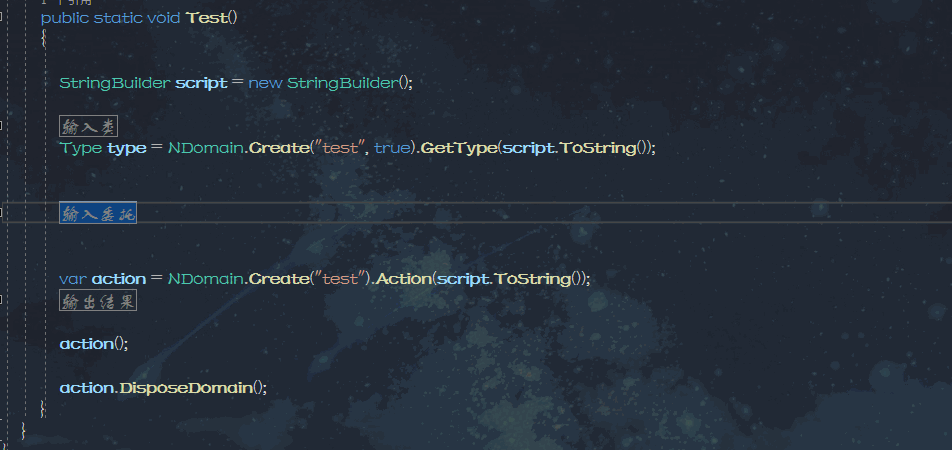 1 个引用
public static void Test()
{
StringBuilder script = new StringBuilder();
输入类
Type type = NDomain.Create("test", true).GetType(script.ToString());
输入委托
var action = NDomain.Create("test").Action(script.ToString());
输出结果
action();
action.DisposeDomain();
}
}